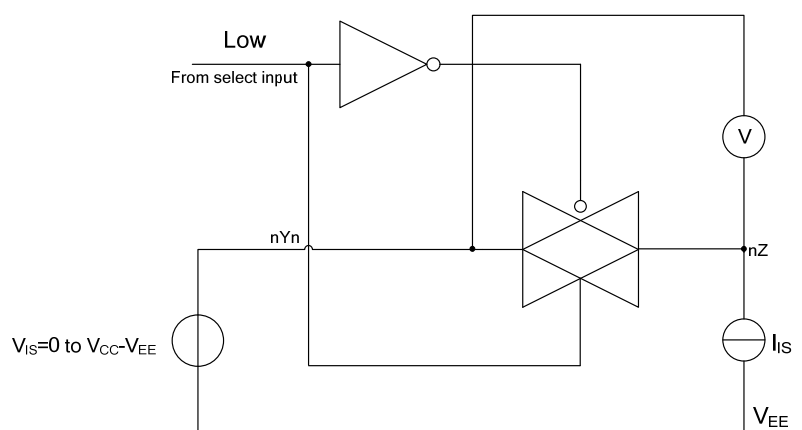 Low
From select input
V
nYn
nZ
VIS=0 to VCC-VEE
IIS
VEE